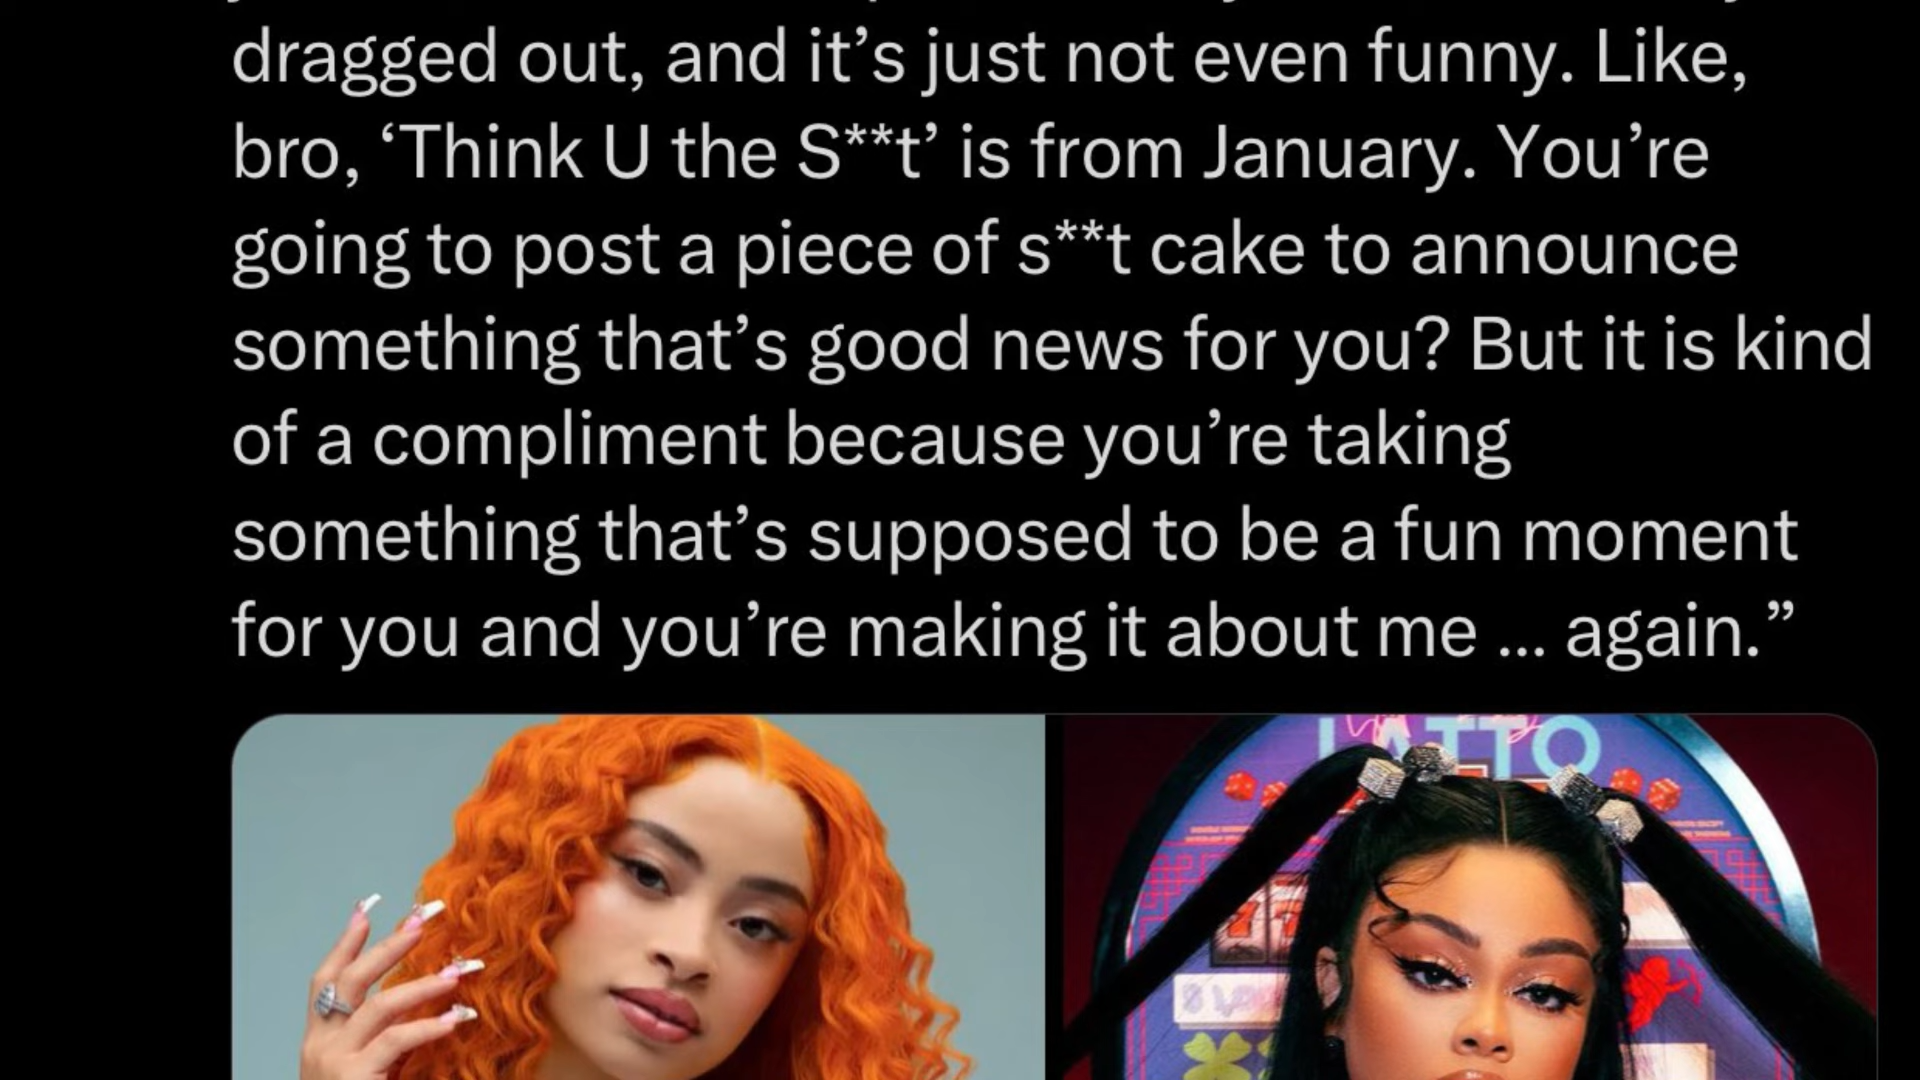 dragged out, and it’s just not even funny. Like,
bro, ‘Think U the S**t’ is from January. You’re
going to post a piece of s**t cake to announce
something that’s good news for you? But it is kind
of a compliment because you’re taking
something that’s supposed to be a fun moment
for you and you’re making it about me ... again.”
LATTO